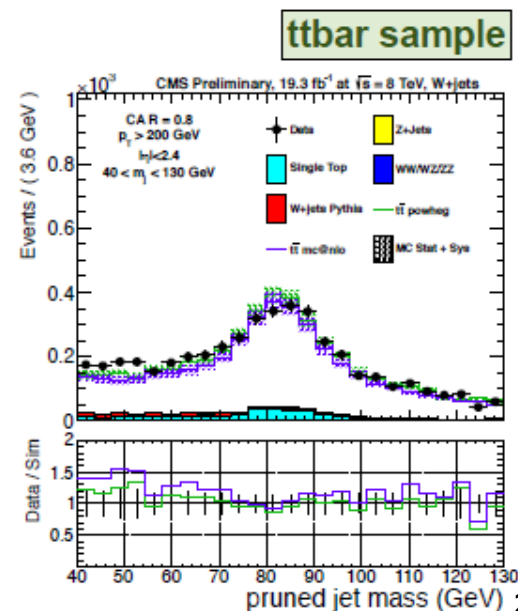 ttbar sample
×10⁻³ CMS Preliminary, 19.3 fb⁻¹ at √s = 8 TeV, W+jets
CA R = 0.8
p_T > 200 GeV
|η|<2.4
40 < m_j < 130 GeV
Data
Z+Jets
Single Top
WW/WZ/ZZ
W+jets Pythia
tt̄ powheg
tt̄ mc@nlo
MC Stat + Sys
Events / ( 3.6 GeV )
1
0.8
0.6
0.4
0.2
0
Data / Sim
2
1.5
1
0.5
40 50 60 70 80 90 100 110 120 130
pruned jet mass (GeV)